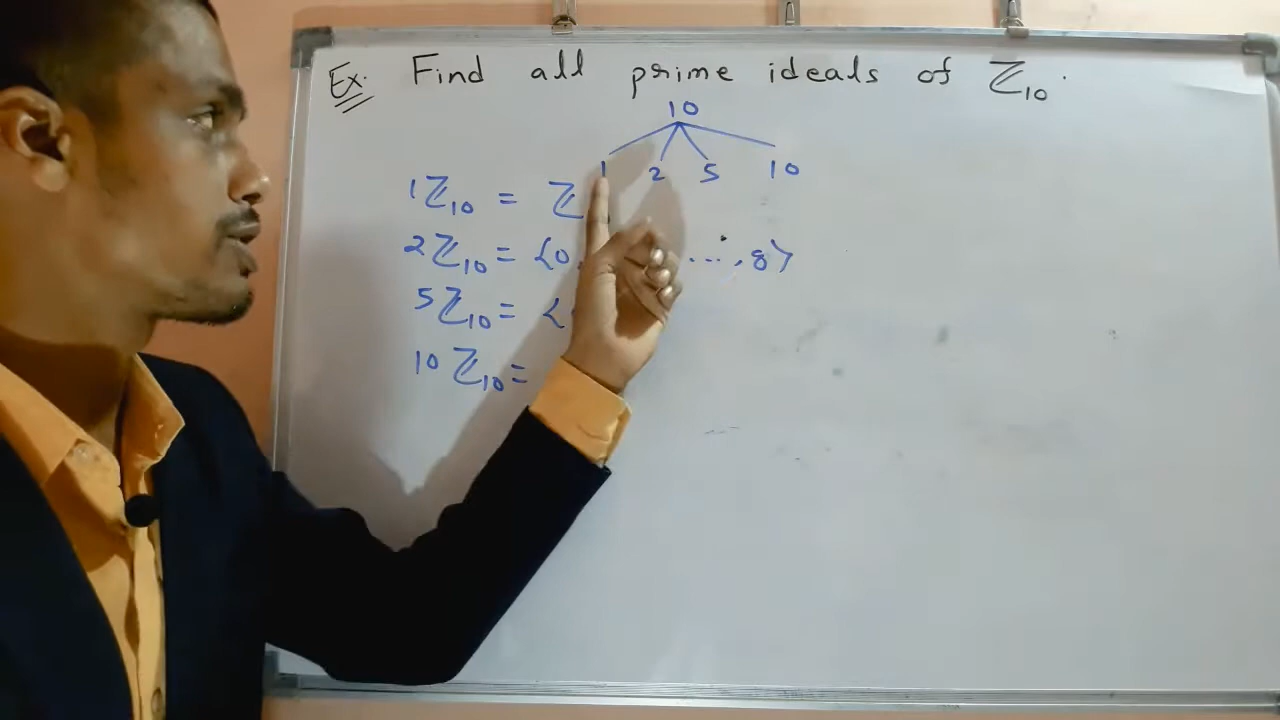 Ex: Find all prime ideals of ℤ₁₀.
10
1 2 5 10
1ℤ₁₀ = ℤ
2ℤ₁₀ = {0, ..., 8}
5ℤ₁₀ = {
10ℤ₁₀ =